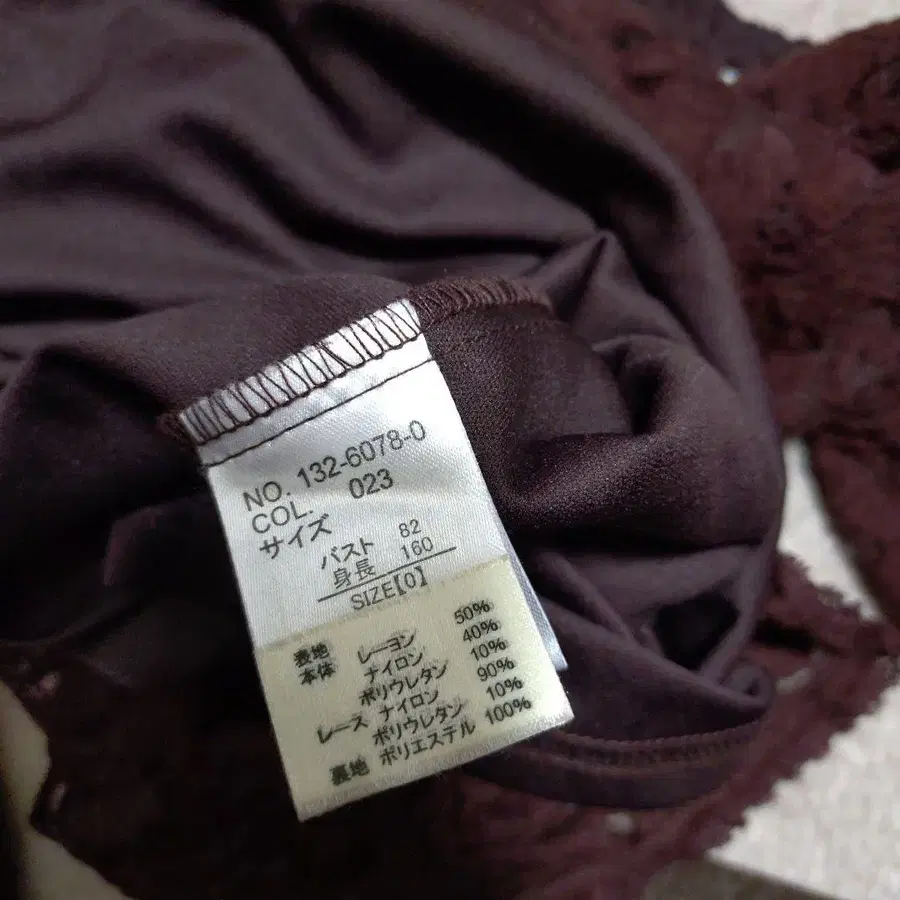 NO. 132-6078-0
COL. 023
サイズ
バスト 82
身長 160
SIZE【0】
表地
本体 レーヨン 50%
ナイロン 40%
ポリウレタン 10%
レース ナイロン 90%
ポリウレタン 10%
裏地 ポリエステル 100%